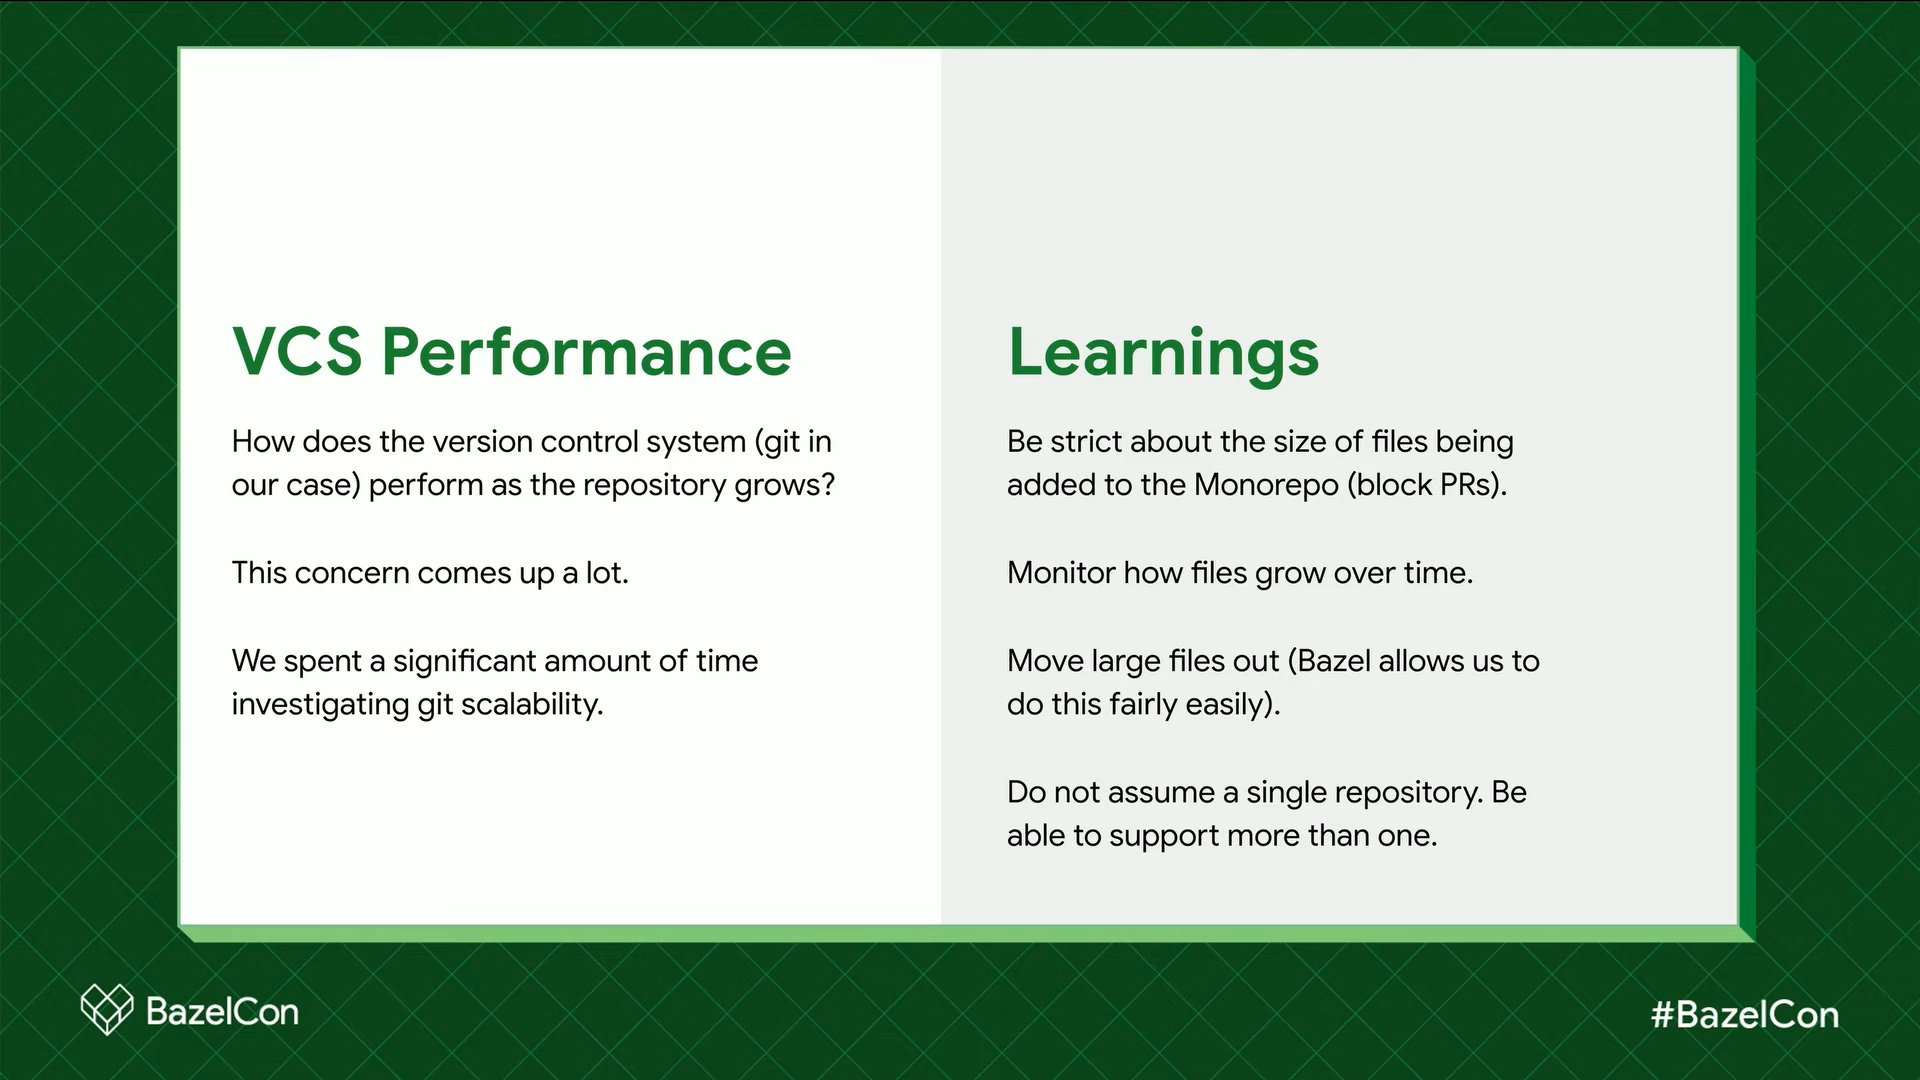 VCS Performance
How does the version control system (git in
our case) perform as the repository grows?
This concern comes up a lot.
We spent a significant amount of time
investigating git scalability.
Learnings
Be strict about the size of files being
added to the Monorepo (block PRs).
Monitor how files grow over time.
Move large files out (Bazel allows us to
do this fairly easily).
Do not assume a single repository. Be
able to support more than one.
BazelCon
#BazelCon